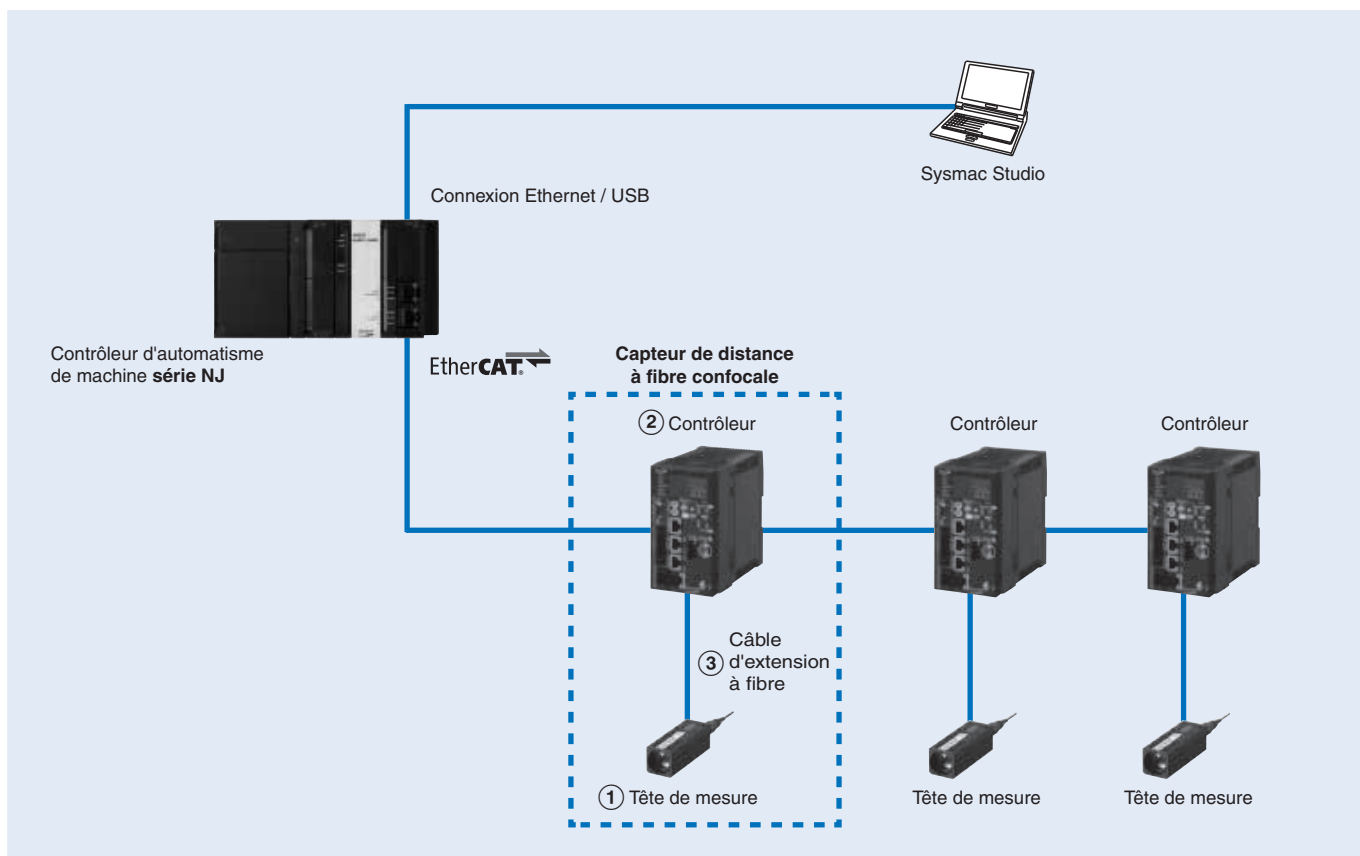 Sysmac Studio
Connexion Ethernet / USB
Contrôleur d'automatisme
de machine série NJ
EtherCAT®
Capteur de distance
à fibre confocale
② Contrôleur
Contrôleur
Contrôleur
Câble
③ d'extension
à fibre
① Tête de mesure
Tête de mesure
Tête de mesure